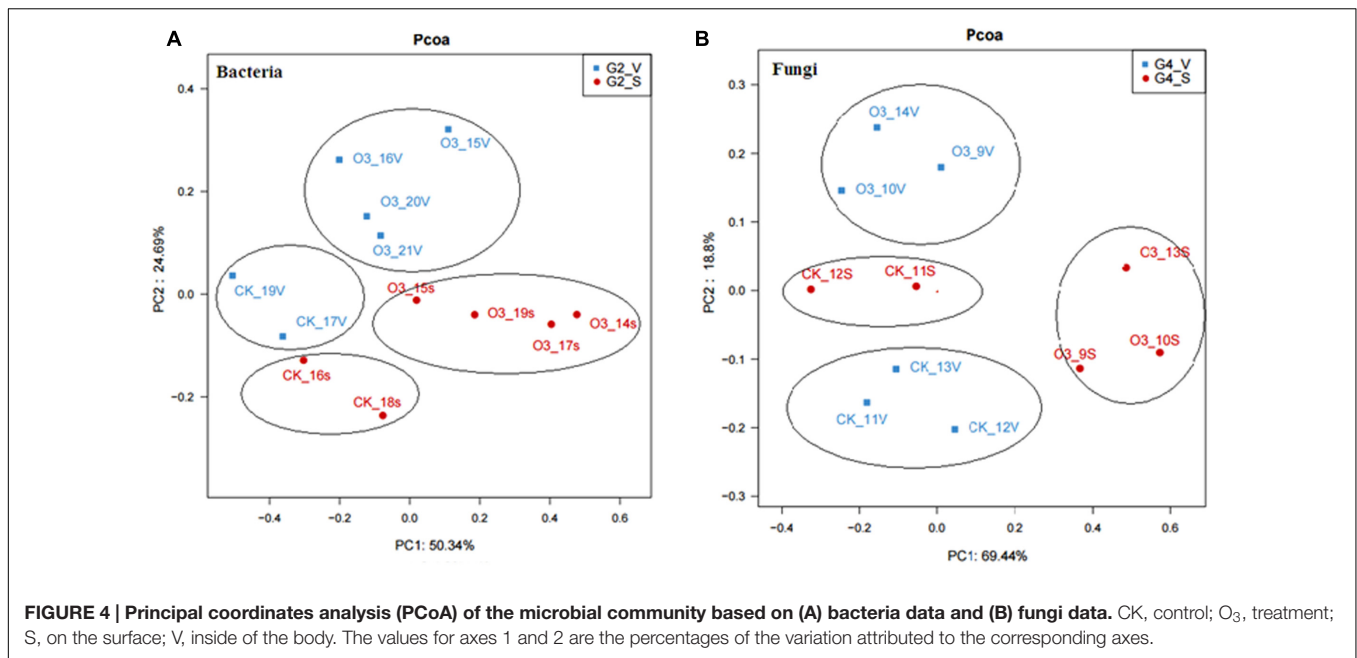 A
Pcoa
Bacteria
G2_V
G2_S
0.4
0.2
0.0
−0.2
PC2 : 24.69%
O3_15V
O3_16V
O3_20V
O3_21V
CK_19V
CK_17V
O3_15s
O3_19s
O3_14s
O3_17s
CK_16s
CK_18s
−0.4 −0.2 0.0 0.2 0.4 0.6
PC1: 50.34%
B
Pcoa
Fungi
G4_V
G4_S
0.3
0.2
0.1
0.0
−0.1
−0.2
−0.3
PC2 : 18.8%
O3_14V
O3_9V
O3_10V
C3_13S
CK_12S
CK_11S
O3_10S
O3_9S
CK_13V
CK_11V
CK_12V
−0.4 −0.2 0.0 0.2 0.4 0.6
PC1: 69.44%
FIGURE 4 | Principal coordinates analysis (PCoA) of the microbial community based on (A) bacteria data and (B) fungi data. CK, control; O₃, treatment;
S, on the surface; V, inside of the body. The values for axes 1 and 2 are the percentages of the variation attributed to the corresponding axes.